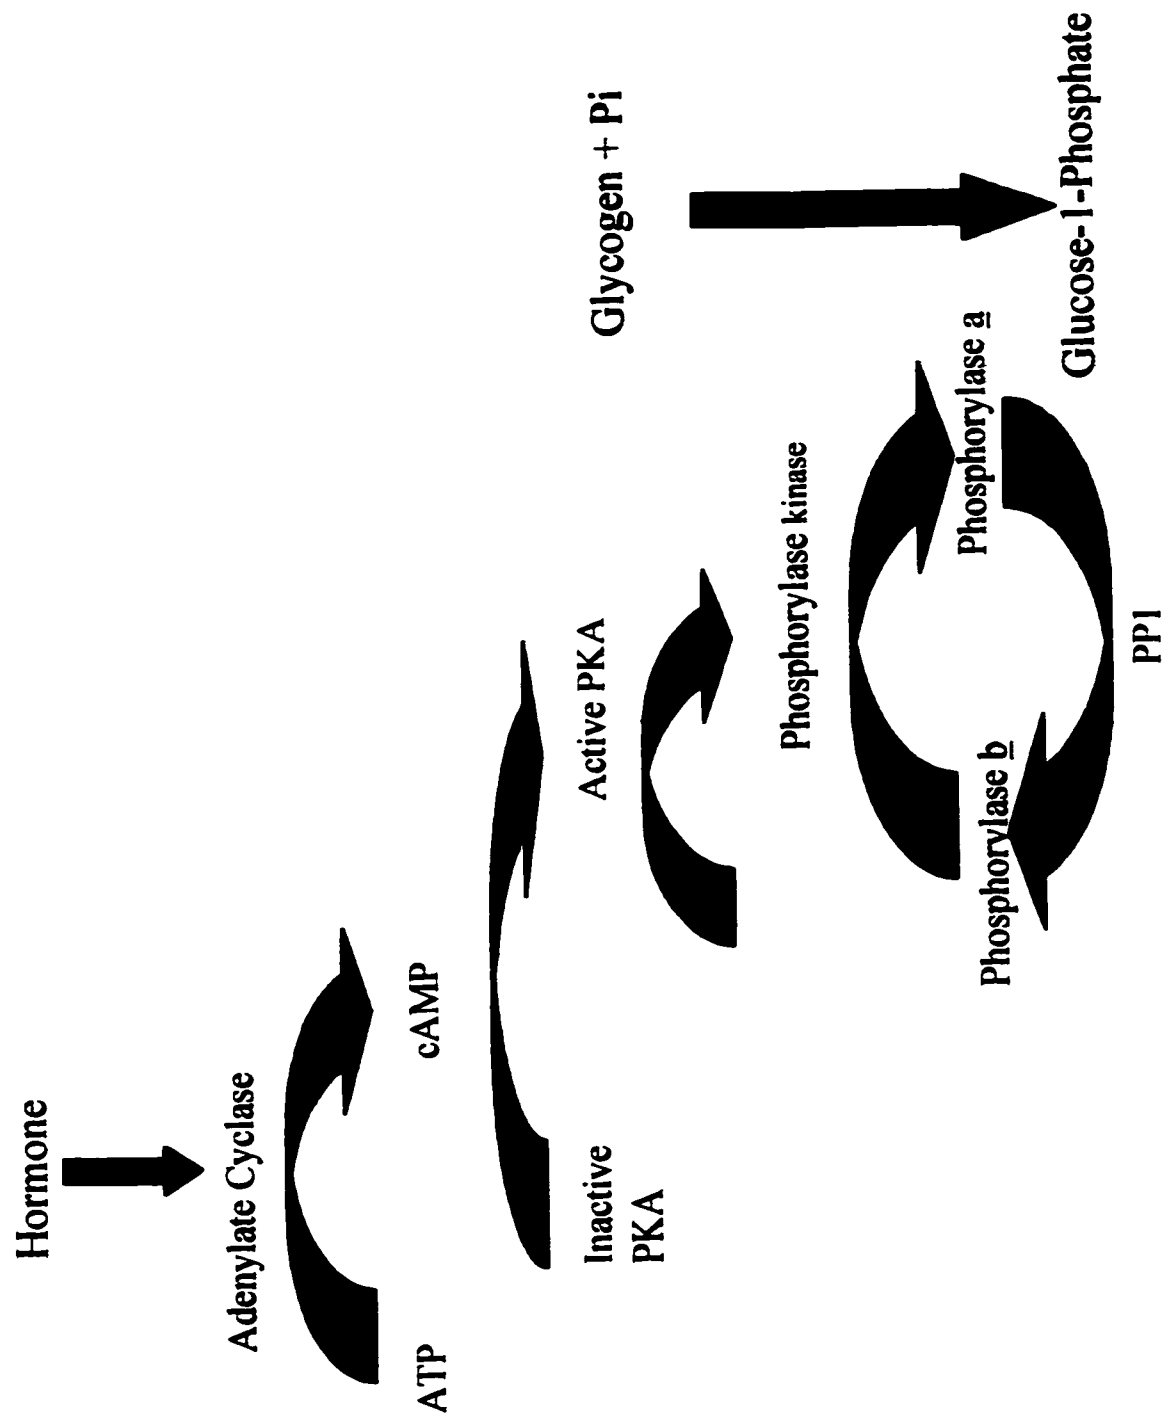 Hormone
Adenylate Cyclase
ATP
cAMP
Inactive
PKA
Active PKA
Glycogen + Pi
Phosphorylase kinase
Phosphorylase b
Phosphorylase a
PP1
Glucose-1-Phosphate